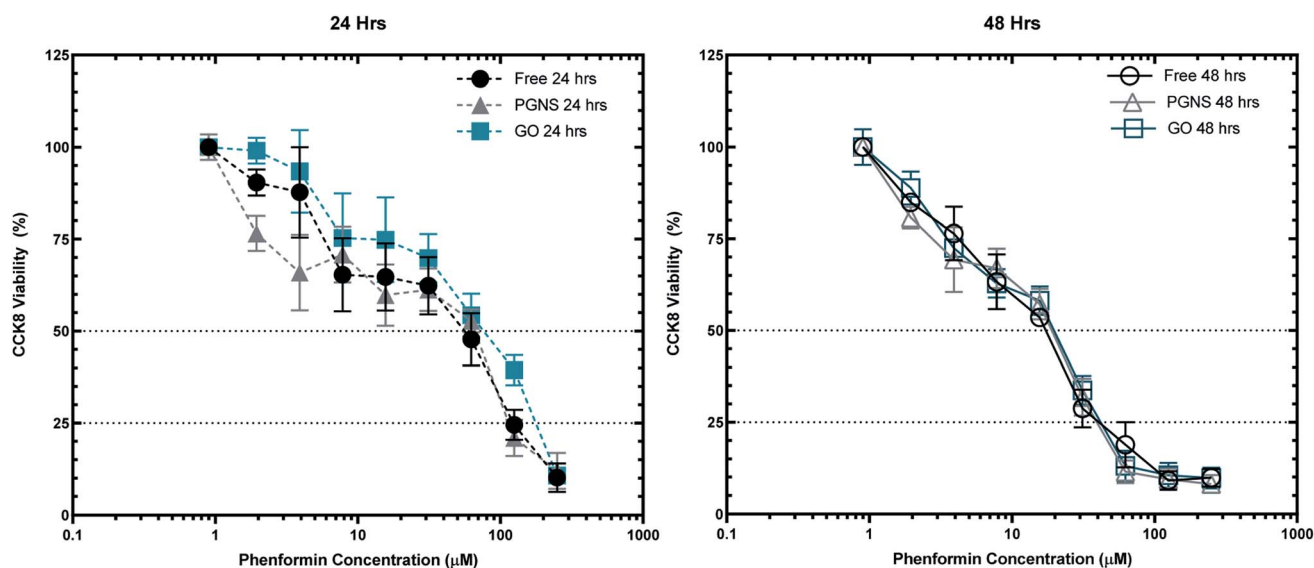 24 Hrs
125
100
75
50
25
0
CCK8 Viability (%)
Free 24 hrs
PGNS 24 hrs
GO 24 hrs
0.1 1 10 100 1000
Phenformin Concentration (μM)
48 Hrs
125
100
75
50
25
0
CCK8 Viability (%)
Free 48 hrs
PGNS 48 hrs
GO 48 hrs
0.1 1 10 100 1000
Phenformin Concentration (μM)